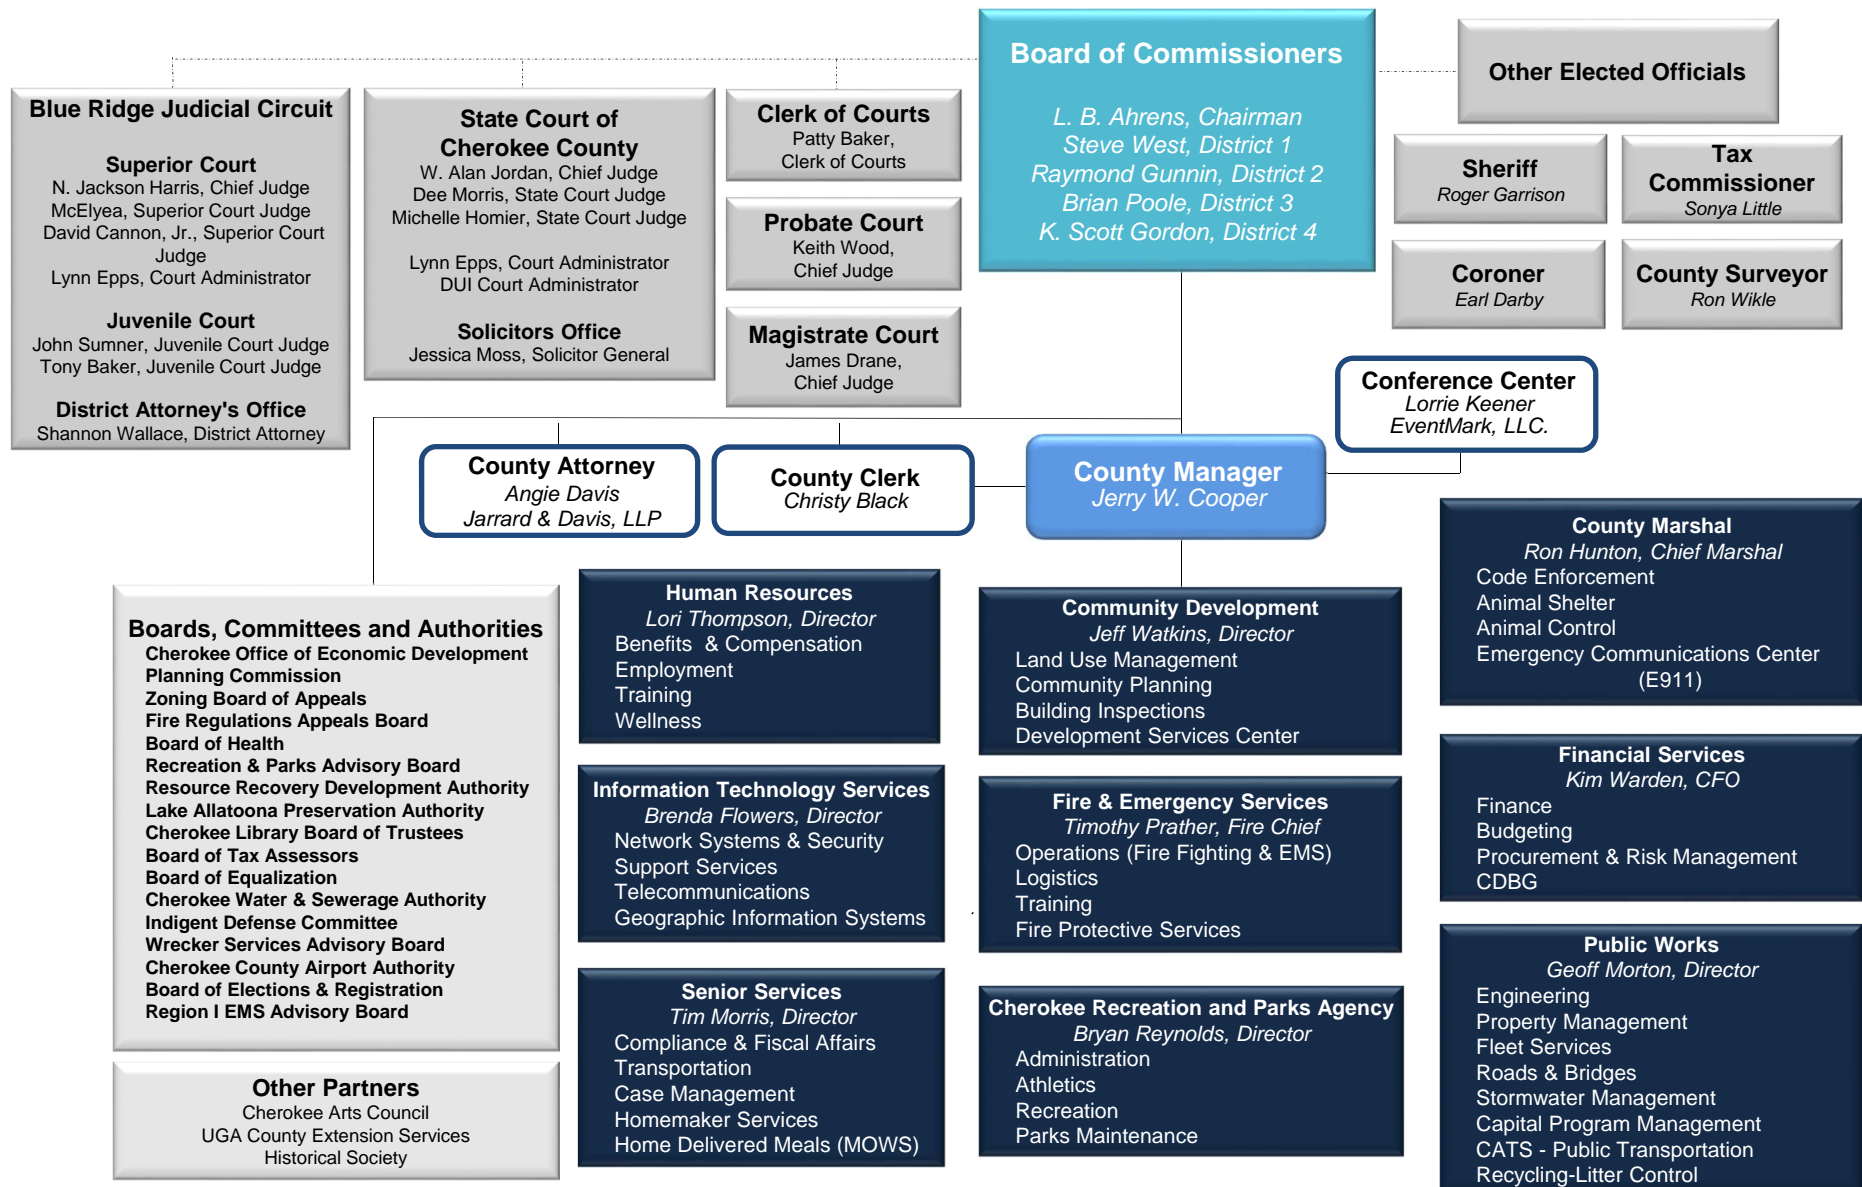 Board of Commissioners
L. B. Ahrens, Chairman
Steve West, District 1
Raymond Gunnin, District 2
Brian Poole, District 3
K. Scott Gordon, District 4
Other Elected Officials
Blue Ridge Judicial Circuit
Superior Court
N. Jackson Harris, Chief Judge
McElyea, Superior Court Judge
David Cannon, Jr., Superior Court
Judge
Lynn Epps, Court Administrator
Juvenile Court
John Sumner, Juvenile Court Judge
Tony Baker, Juvenile Court Judge
District Attorney's Office
Shannon Wallace, District Attorney
State Court of
Cherokee County
W. Alan Jordan, Chief Judge
Dee Morris, State Court Judge
Michelle Homier, State Court Judge
Lynn Epps, Court Administrator
DUI Court Administrator
Solicitors Office
Jessica Moss, Solicitor General
Clerk of Courts
Patty Baker,
Clerk of Courts
Probate Court
Keith Wood,
Chief Judge
Magistrate Court
James Drane,
Chief Judge
Sheriff
Roger Garrison
Tax
Commissioner
Sonya Little
Coroner
Earl Darby
County Surveyor
Ron Wikle
Conference Center
Lorrie Keener
EventMark, LLC.
County Attorney
Angie Davis
Jarrard & Davis, LLP
County Clerk
Christy Black
County Manager
Jerry W. Cooper
Boards, Committees and Authorities
Cherokee Office of Economic Development
Planning Commission
Zoning Board of Appeals
Fire Regulations Appeals Board
Board of Health
Recreation & Parks Advisory Board
Resource Recovery Development Authority
Lake Allatoona Preservation Authority
Cherokee Library Board of Trustees
Board of Tax Assessors
Board of Equalization
Cherokee Water & Sewerage Authority
Indigent Defense Committee
Wrecker Services Advisory Board
Cherokee County Airport Authority
Board of Elections & Registration
Region I EMS Advisory Board
Other Partners
Cherokee Arts Council
UGA County Extension Services
Historical Society
Human Resources
Lori Thompson, Director
Benefits & Compensation
Employment
Training
Wellness
Information Technology Services
Brenda Flowers, Director
Network Systems & Security
Support Services
Telecommunications
Geographic Information Systems
Senior Services
Tim Morris, Director
Compliance & Fiscal Affairs
Transportation
Case Management
Homemaker Services
Home Delivered Meals (MOWS)
Community Development
Jeff Watkins, Director
Land Use Management
Community Planning
Building Inspections
Development Services Center
Fire & Emergency Services
Timothy Prather, Fire Chief
Operations (Fire Fighting & EMS)
Logistics
Training
Fire Protective Services
Cherokee Recreation and Parks Agency
Bryan Reynolds, Director
Administration
Athletics
Recreation
Parks Maintenance
County Marshal
Ron Hunton, Chief Marshal
Code Enforcement
Animal Shelter
Animal Control
Emergency Communications Center
(E911)
Financial Services
Kim Warden, CFO
Finance
Budgeting
Procurement & Risk Management
CDBG
Public Works
Geoff Morton, Director
Engineering
Property Management
Fleet Services
Roads & Bridges
Stormwater Management
Capital Program Management
CATS - Public Transportation
Recycling-Litter Control